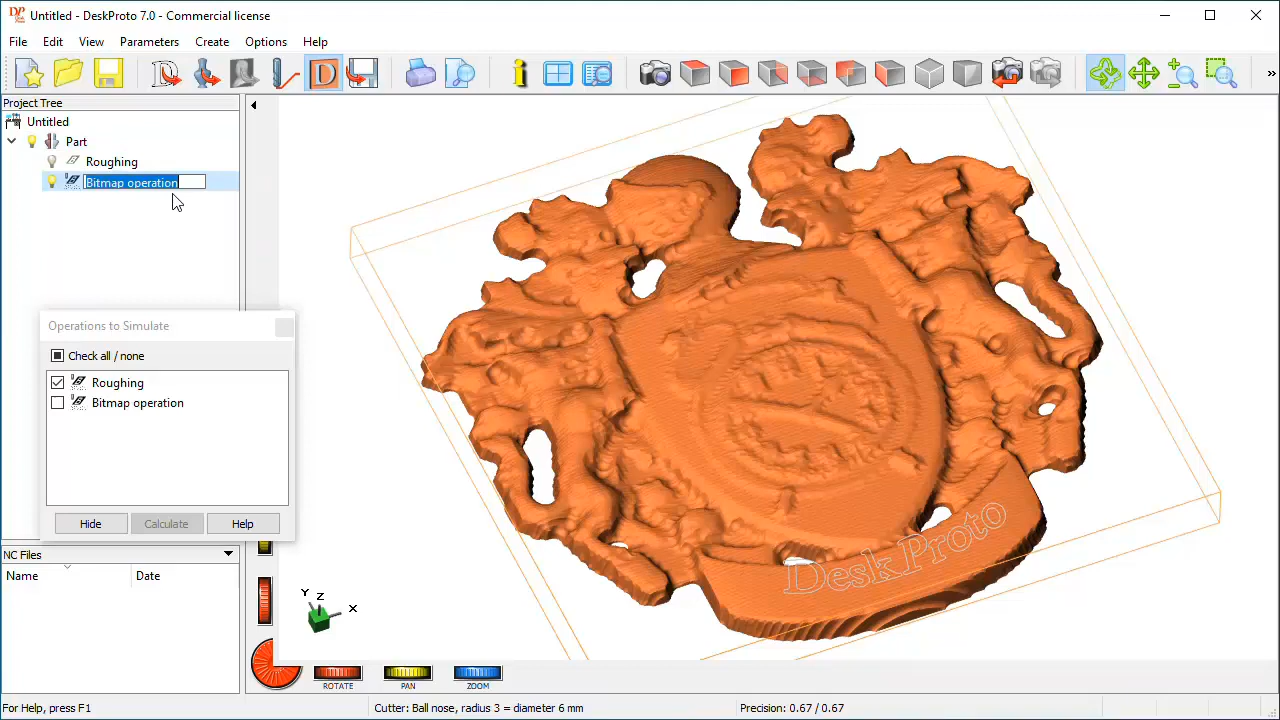 Untitled - DeskProto 7.0 - Commercial license
File Edit View Parameters Create Options Help
Project Tree
Untitled
Part
Roughing
Bitmap operation
Operations to Simulate
Check all / none
Roughing
Bitmap operation
Hide Calculate Help
NC Files
Name Date
DeskProto
Y Z X
ROTATE PAN ZOOM
For Help, press F1 Cutter: Ball nose, radius 3 = diameter 6 mm Precision: 0.67 / 0.67